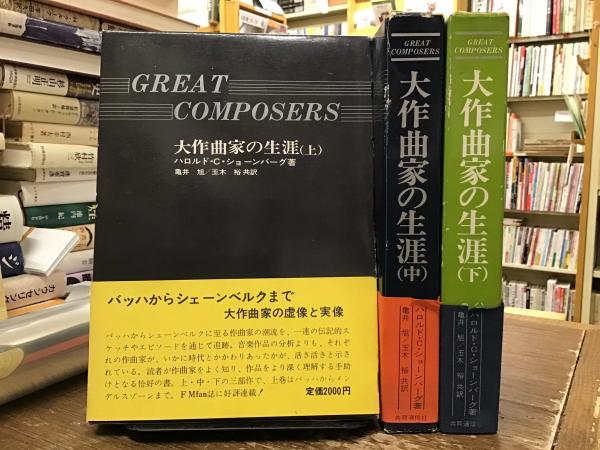 GREAT
COMPOSERS
大作曲家の生涯(上)
ハロルド・C・ショーンバーグ著
亀井 旭/玉木 裕 共訳
バッハからシェーンベルクまで
大作曲家の虚像と実像
バッハからシェーンベルクに至る作曲家の潮流を、一連の伝記的ス
ケッチやエピソードを通じて追跡。音楽作品の分析よりも、それぞ
れの作曲家が、いかに時代とかかわりあったかが、活き活きと示さ
れている。読者が作曲家をよく知り、作品をより深く理解する手助
けとなる恰好の書。上・中・下の三部作で、上巻はバッハからメン
デルスゾーンまで。FMfan誌に好評連載!
定価2000円
GREAT
COMPOSERS
大作曲家の生涯(中)
ハロルド・C・ショーンバーグ著
亀井 旭/玉木 裕 共訳
共同通信社
GREAT
COMPOSERS
大作曲家の生涯(下)
ハロルド・C・ショーンバーグ著
亀井 旭/玉木 裕 共訳
共同通信社